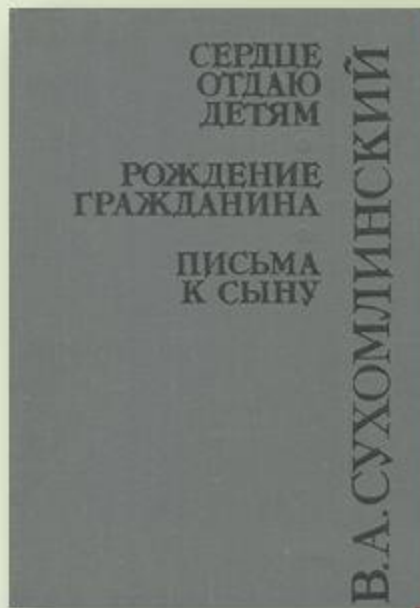 СЕРДЦЕ
ОТДАЮ
ДЕТЯМ
РОЖДЕНИЕ
ГРАЖДАНИНА
ПИСЬМА
К СЫНУ
В.А.СУХОМЛИНСКИЙ